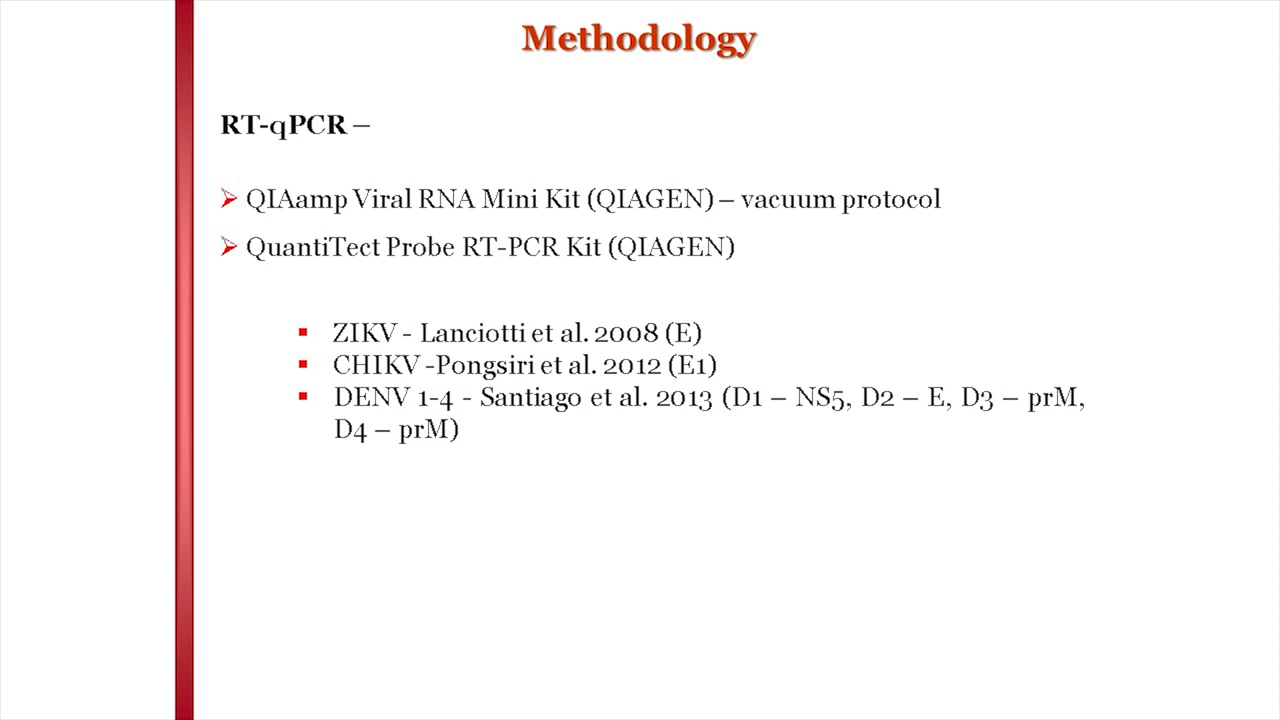 Methodology
RT-qPCR –
QIAamp Viral RNA Mini Kit (QIAGEN) – vacuum protocol
QuantiTect Probe RT-PCR Kit (QIAGEN)
ZIKV - Lanciotti et al. 2008 (E)
CHIKV -Pongsiri et al. 2012 (E1)
DENV 1-4 - Santiago et al. 2013 (D1 – NS5, D2 – E, D3 – prM,
D4 – prM)